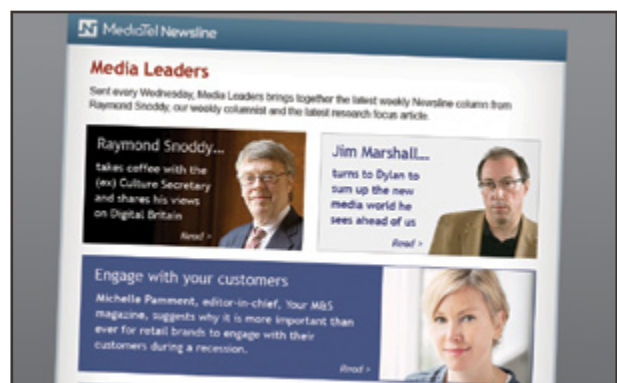 MediaTel Newsline
Media Leaders
Sent every Wednesday, Media Leaders brings together the latest weekly Newsline column from
Raymond Snoddy, our weekly columnist and the latest research focus article.
Raymond Snoddy...
takes coffee with the
(ex) Culture Secretary
and shares his views
on Digital Britain
Read >
Jim Marshall...
turns to Dylan to
sum up the new
media world he
sees ahead of us
Read >
Engage with your customers
Michelle Pamment, editor-in-chief, Your M&S
magazine, suggests why it is more important than
ever for retail brands to engage with their
customers during a recession.
Read >